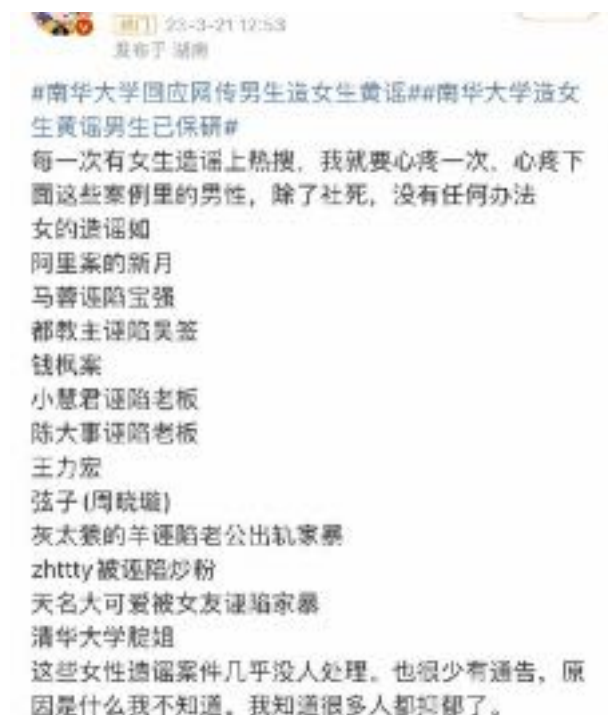 23-3-21 12:53
发布于 湖南
#南华大学回应网传男生造女生黄谣##南华大学造女
生黄谣男生已保研#
每一次有女生造谣上热搜，我就要心疼一次，心疼下
面这些案例里的男性，除了社死，没有任何办法
女的造谣如
阿里案的新月
马蓉诬陷宝强
都教主诬陷吴签
钱枫案
小慧君诬陷老板
陈大事诬陷老板
王力宏
弦子(周晓璇)
灰太狼的羊诬陷老公出轨家暴
zhttty被诬陷炒粉
天名大可爱被女友诬陷家暴
清华大学腚姐
这些女性造谣案件几乎没人处理。也很少有通告，原
因是什么我不知道。我知道很多人都抑郁了。